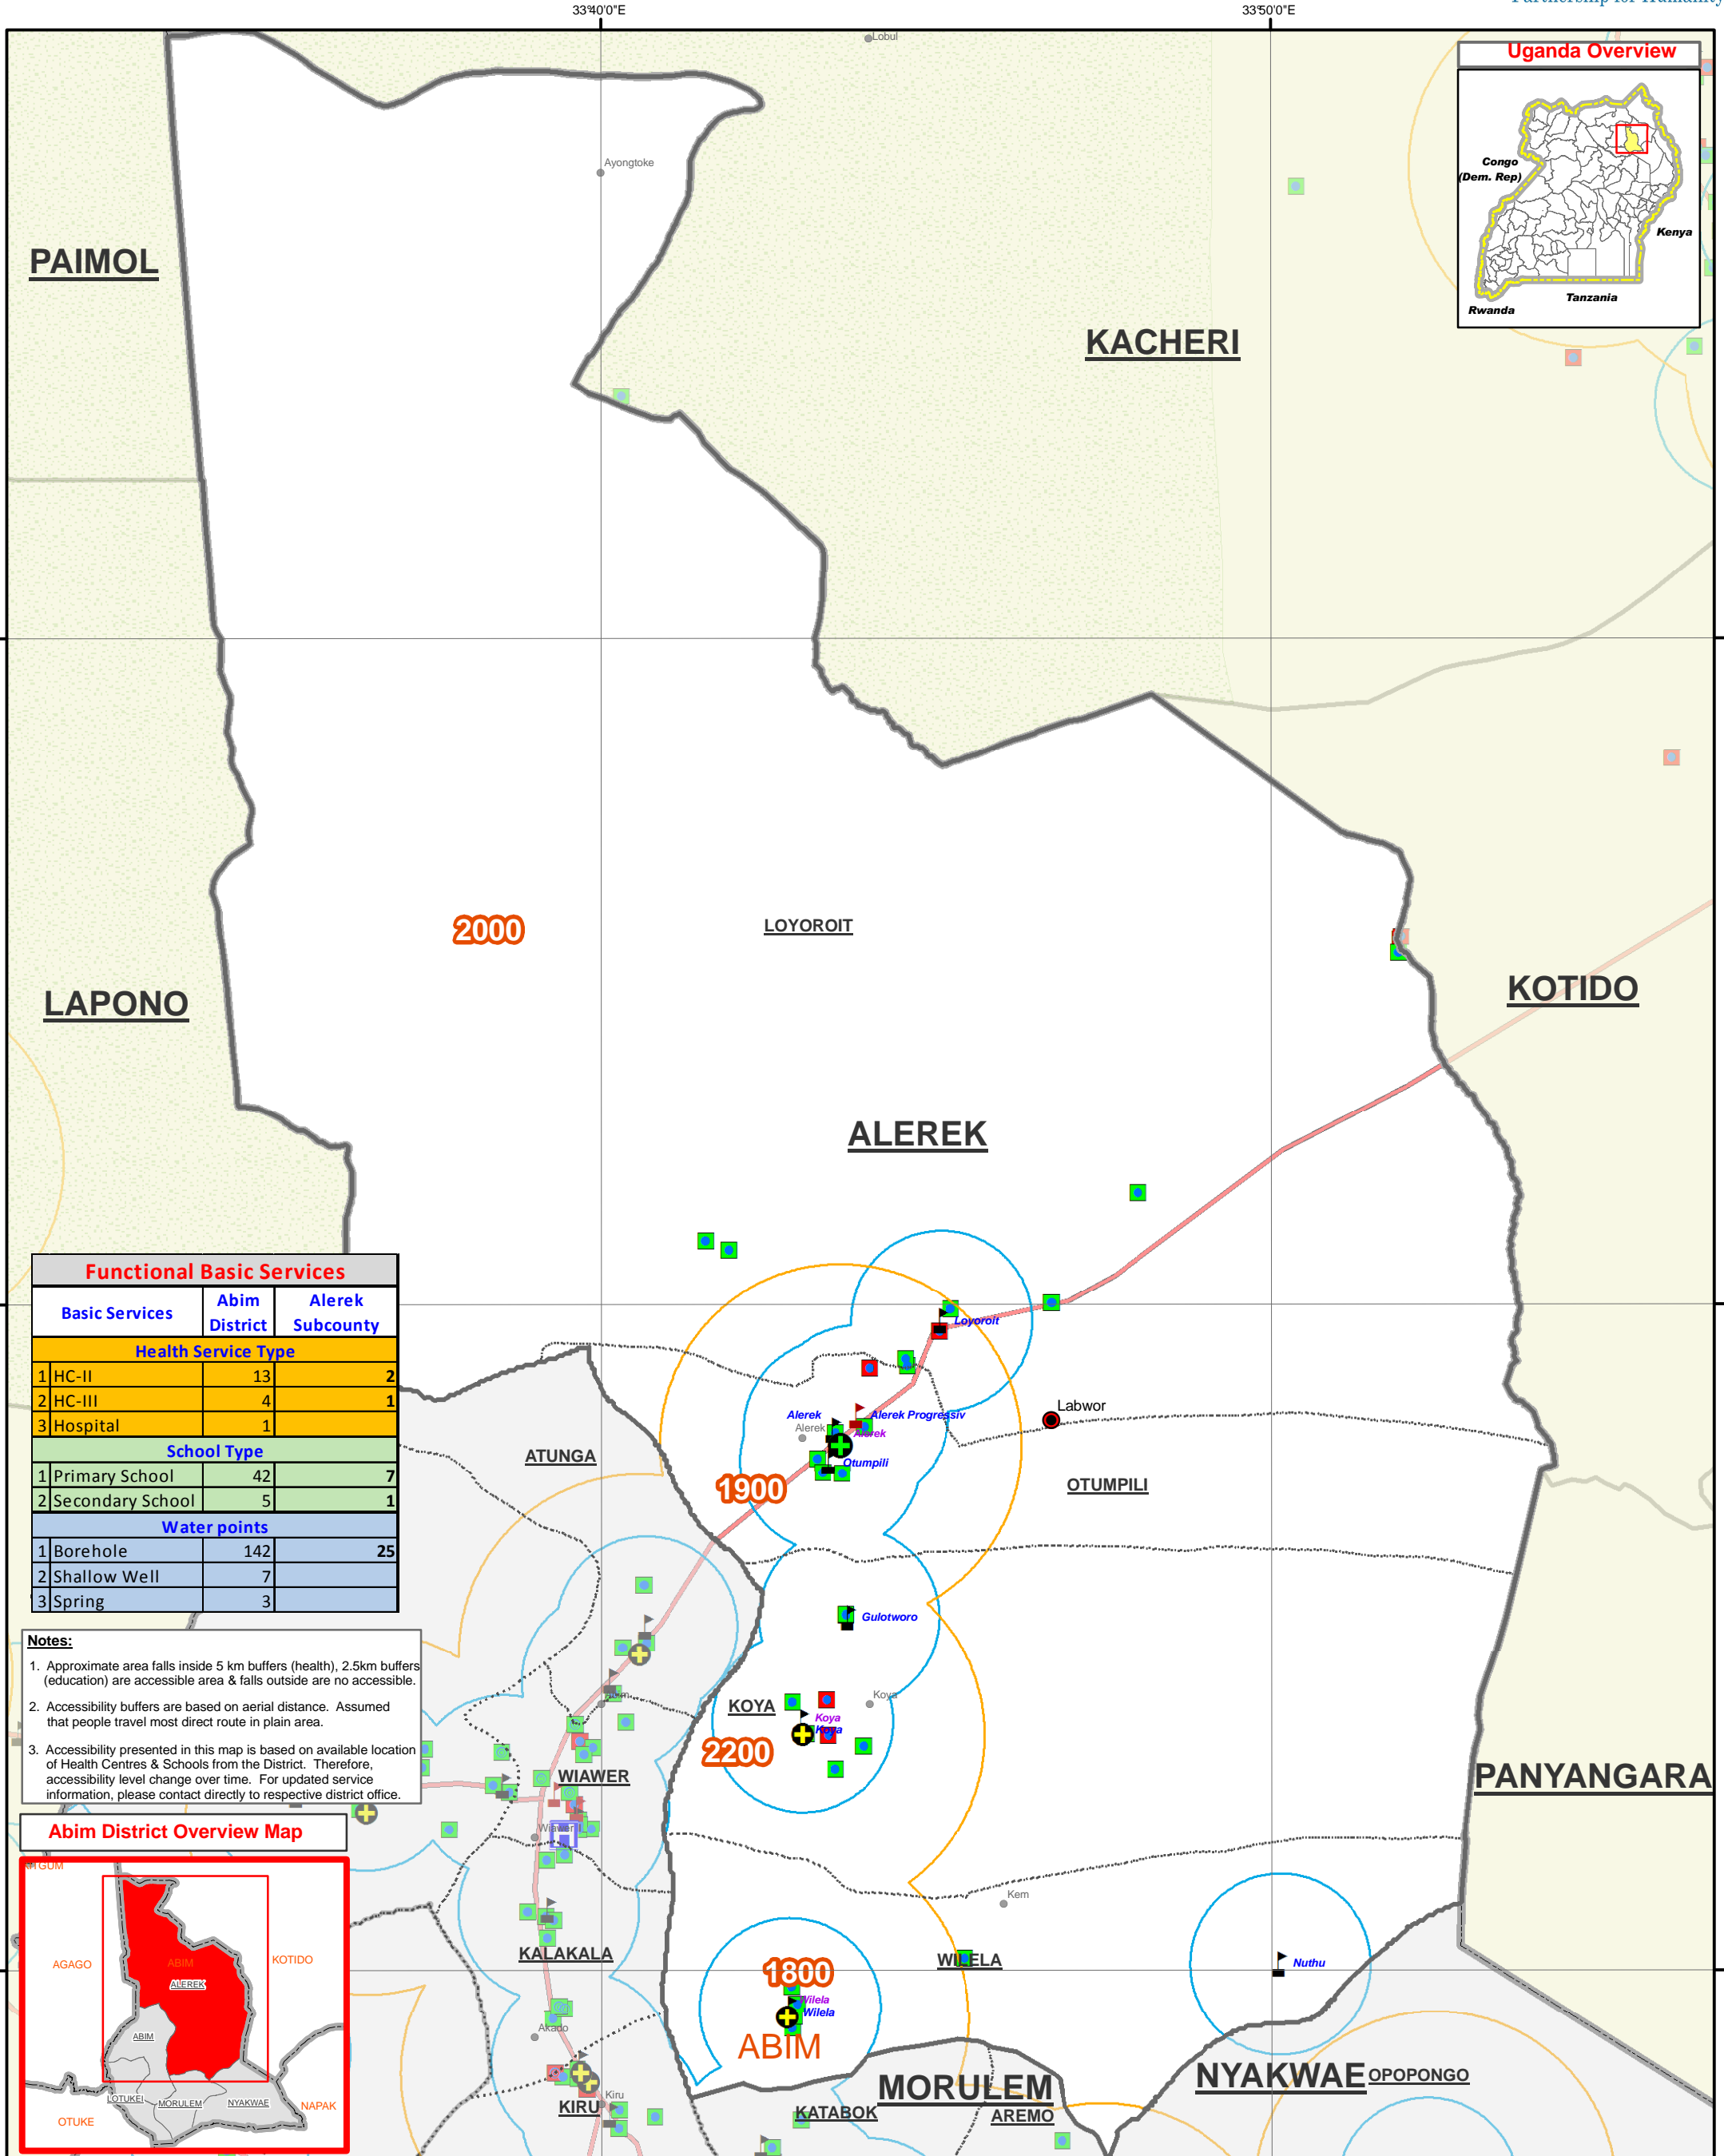 Partnership for Humanity
33°40'0"E
33°50'0"E
Lobul
Uganda Overview
Congo
(Dem. Rep)
Kenya
Tanzania
Rwanda
Ayongtoke
PAIMOL
KACHERI
2000
LOYOROIT
LAPONO
KOTIDO
ALEREK
Functional Basic Services
Basic Services Abim District Alerek Subcounty
Health Service Type
1 HC-II 13 2
2 HC-III 4 1
3 Hospital 1
School Type
1 Primary School 42 7
2 Secondary School 5 1
Water points
1 Borehole 142 25
2 Shallow Well 7
3 Spring 3
Loyoroit
Labwor
Alerek
Alerek Progressiv
Alerek
Alerek
Otumpili
ATUNGA
1900
OTUMPILI
Gulotworo
Notes:
1. Approximate area falls inside 5 km buffers (health), 2.5km buffers
(education) are accessible area & falls outside are no accessible.
2. Accessibility buffers are based on aerial distance. Assumed
that people travel most direct route in plain area.
3. Accessibility presented in this map is based on available location
of Health Centres & Schools from the District. Therefore,
accessibility level change over time. For updated service
information, please contact directly to respective district office.
KOYA
Koya
Koya
Koya
2200
WIAWER
PANYANGARA
Abim District Overview Map
AGAGO
ABIM
KOTIDO
ALEREK
ABIM
LOTUKEI
MORULEM
NYAKWAE
OTUKE
NAPAK
Kem
KALAKALA
WILELA
Nuthu
1800
Wilela
Wilela
ABIM
Akado
Kiru
KIRU
MORULEM
KATABOK
AREMO
NYAKWAE
OPOPONGO